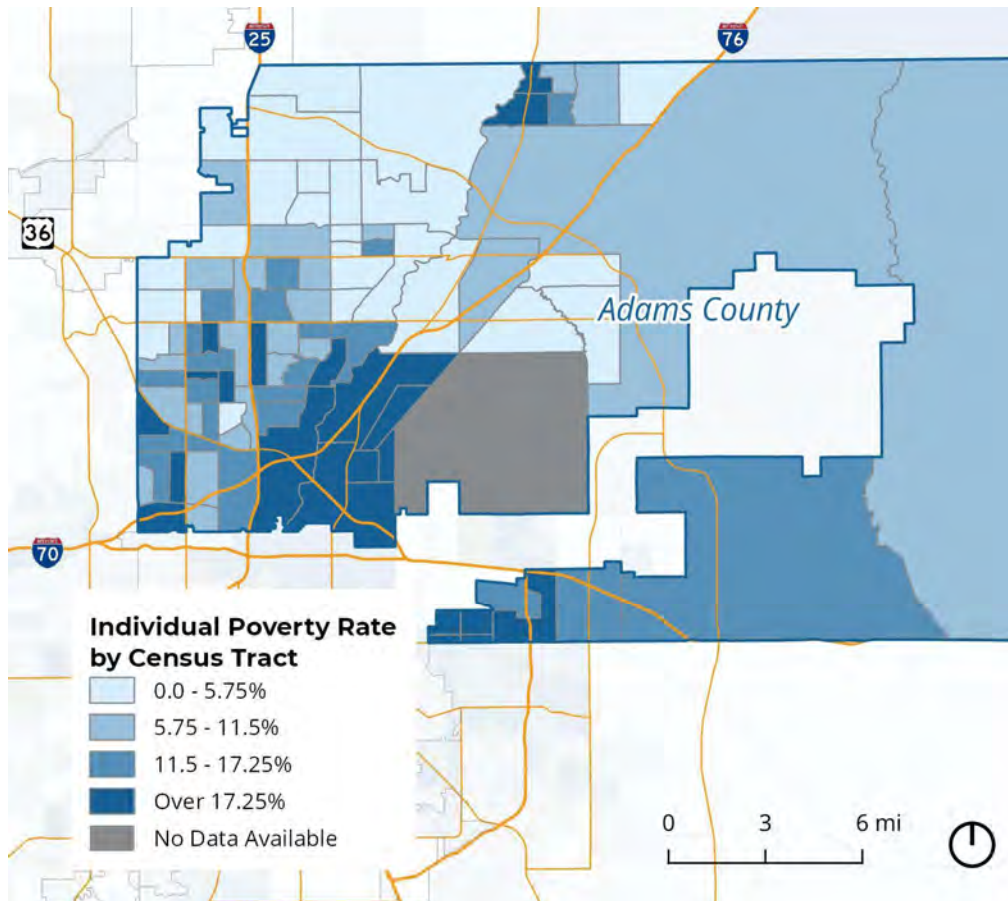 25
76
36
Adams County
70
Individual Poverty Rate
by Census Tract
0.0 - 5.75%
5.75 - 11.5%
11.5 - 17.25%
Over 17.25%
No Data Available
0 3 6 mi